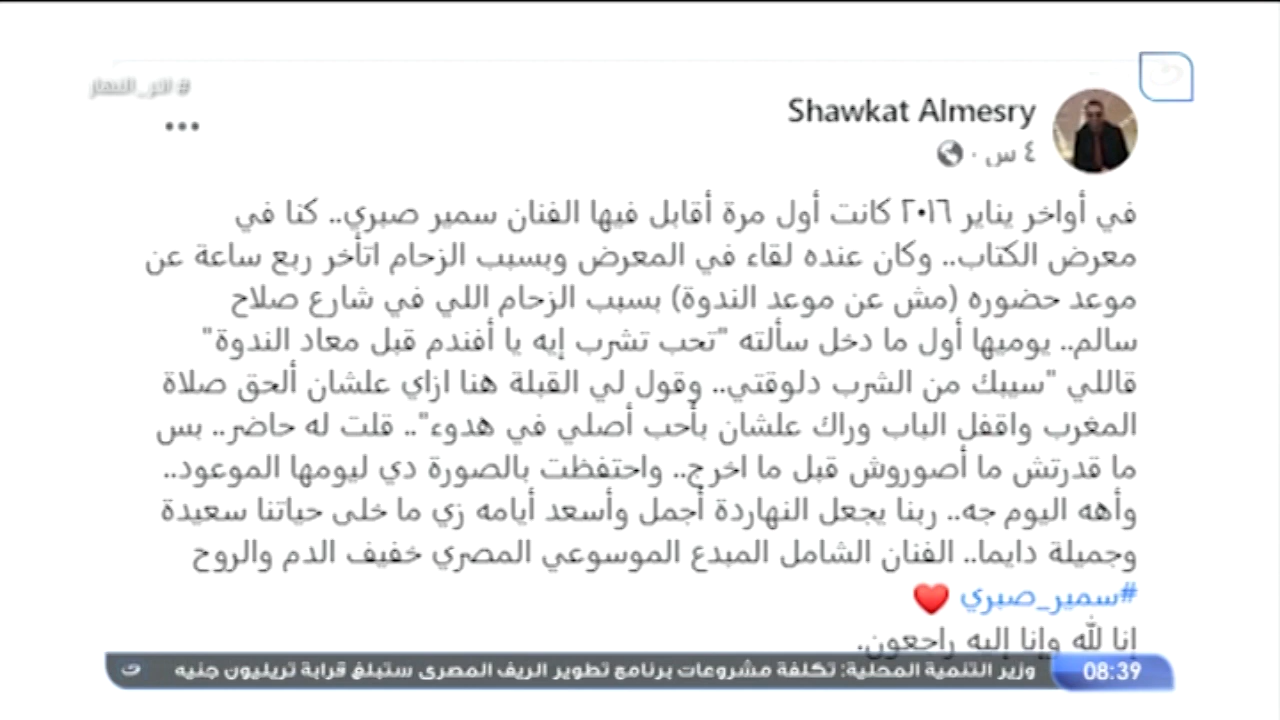 # آخر_النهار
Shawkat Almesry
٤ س ·
في أواخر يناير ٢٠١٦ كانت أول مرة أقابل فيها الفنان سمير صبري.. كنا في
معرض الكتاب.. وكان عنده لقاء في المعرض وبسبب الزحام اتأخر ربع ساعة عن
موعد حضوره (مش عن موعد الندوة) بسبب الزحام اللي في شارع صلاح
سالم.. يوميها أول ما دخل سألته "تحب تشرب إيه يا أفندم قبل معاد الندوة"
قاللي "سيبك من الشرب دلوقتي.. وقول لي القبلة هنا ازاي علشان ألحق صلاة
المغرب واقفل الباب وراك علشان بأحب أصلي في هدوء".. قلت له حاضر.. بس
ما قدرتش ما أصوروش قبل ما اخرج.. واحتفظت بالصورة دي ليومها الموعود..
وأهه اليوم جه.. ربنا يجعل النهاردة أجمل وأسعد أيامه زي ما خلى حياتنا سعيدة
وجميلة دايما.. الفنان الشامل المبدع الموسوعي المصري خفيف الدم والروح
#سمير_صبري ❤️
إنا لله وإنا إليه راجعون.
08:39 وزير التنمية المحلية: تكلفة مشروعات برنامج تطوير الريف المصرى ستبلغ قرابة تريليون جنيه